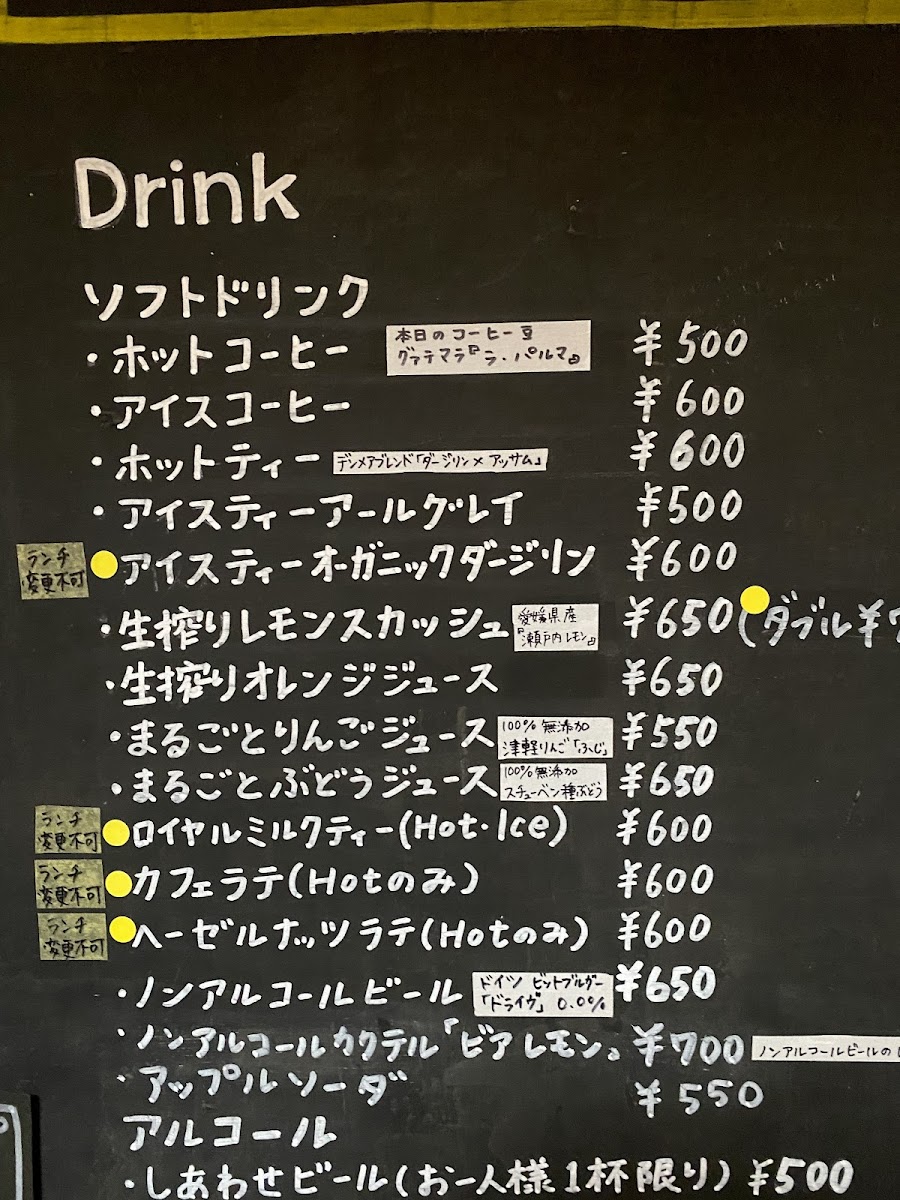 Drink
ソフトドリンク
・ホットコーヒー 本日のコーヒー豆 ¥500
グァテマラ『ラ・パルマ』
・アイスコーヒー ¥600
・ホットティー デンメアブレンド「ダージリン×アッサム」 ¥600
・アイスティーアールグレイ ¥500
ランチ
変更不可
アイスティーオーガニックダージリン ¥600
・生搾りレモンスカッシュ 愛媛県産 ¥650(ダブル¥7
『瀬戸内レモン』
・生搾りオレンジジュース ¥650
・まるごとりんごジュース 100%無添加 ¥550
津軽りんご「ふじ」
・まるごとぶどうジュース 100%無添加 ¥650
スチューベン種ぶどう
ランチ
変更不可
ロイヤルミルクティー(Hot・Ice) ¥600
ランチ
変更不可
カフェラテ(Hotのみ) ¥600
ランチ
変更不可
ヘーゼルナッツラテ(Hotのみ) ¥600
・ノンアルコールビール ドイツ ビットブルガー ¥650
「ドライヴ」 0.0%
・ノンアルコールカクテル「ビアレモン」 ¥700 ノンアルコールビールの
・アップルソーダ ¥550
アルコール
・しあわせビール(お一人様1杯限り) ¥500